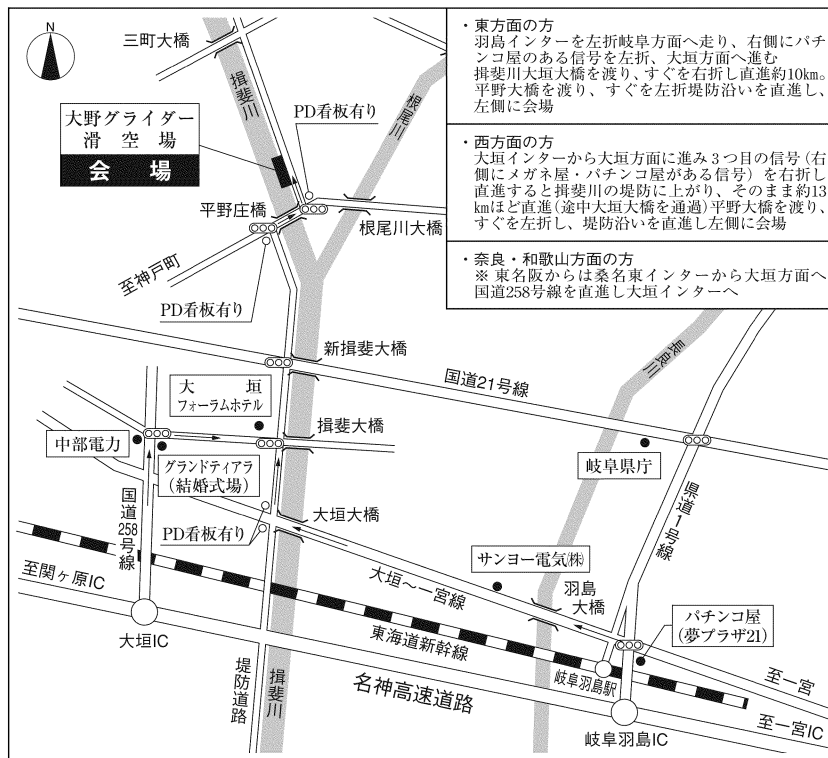 N
三町大橋
揖斐川
根尾川
大野グライダー
滑空場
会場
PD看板有り
平野庄橋
根尾川大橋
至神戸町
PD看板有り
・東方面の方
羽島インターを左折岐阜方面へ走り、右側にパチ
ンコ屋のある信号を左折、大垣方面へ進む
揖斐川大垣大橋を渡り、すぐを右折し直進約10km。
平野大橋を渡り、すぐを左折堤防沿いを直進し、
左側に会場
・西方面の方
大垣インターから大垣方面に進み3つ目の信号(右
側にメガネ屋・パチンコ屋がある信号)を右折し
直進すると揖斐川の堤防に上がり、そのまま約13
kmほど直進(途中大垣大橋を通過)平野大橋を渡り、
すぐを左折し、堤防沿いを直進し左側に会場
・奈良・和歌山方面の方
※東名阪からは桑名東インターから大垣方面へ
国道258号線を直進し大垣インターへ
新揖斐大橋
国道21号線
長良川
大垣
フォーラムホテル
揖斐大橋
中部電力
グランドティアラ
(結婚式場)
岐阜県庁
国道258号線
県道1号線
PD看板有り
大垣大橋
サンヨー電気㈱
大垣〜一宮線
羽島
大橋
パチンコ屋
(夢プラザ21)
至関ヶ原IC
大垣IC
東海道新幹線
岐阜羽島駅
至一宮
堤防道路
揖斐川
名神高速道路
岐阜羽島IC
至一宮IC